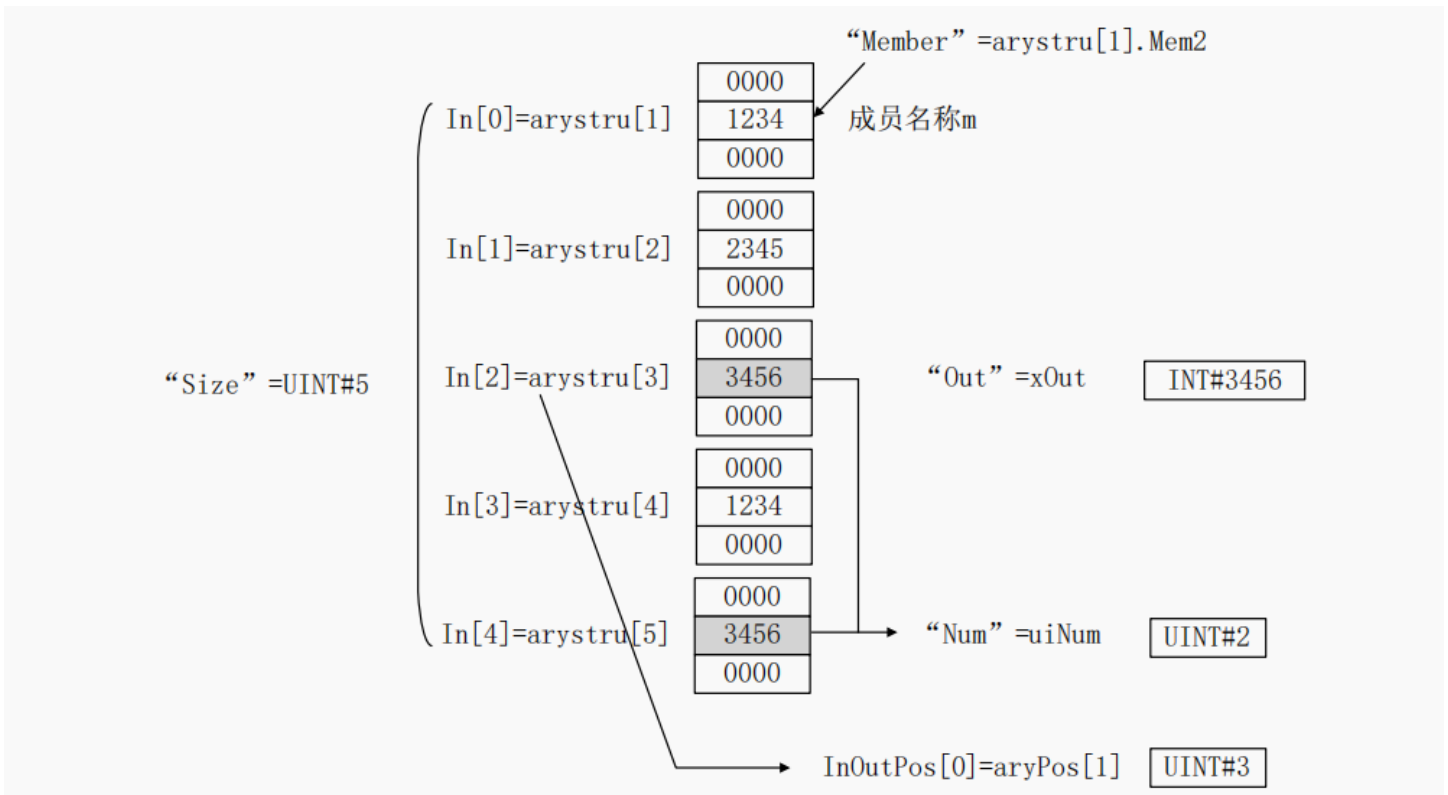 “Member”=arystru[1].Mem2
0000
In[0]=arystru[1] 1234 成员名称m
0000
0000
In[1]=arystru[2] 2345
0000
0000
“Size”=UINT#5 In[2]=arystru[3] 3456 “Out”=xOut INT#3456
0000
0000
In[3]=arystru[4] 1234
0000
0000
In[4]=arystru[5] 3456 “Num”=uiNum UINT#2
0000
InOutPos[0]=aryPos[1] UINT#3